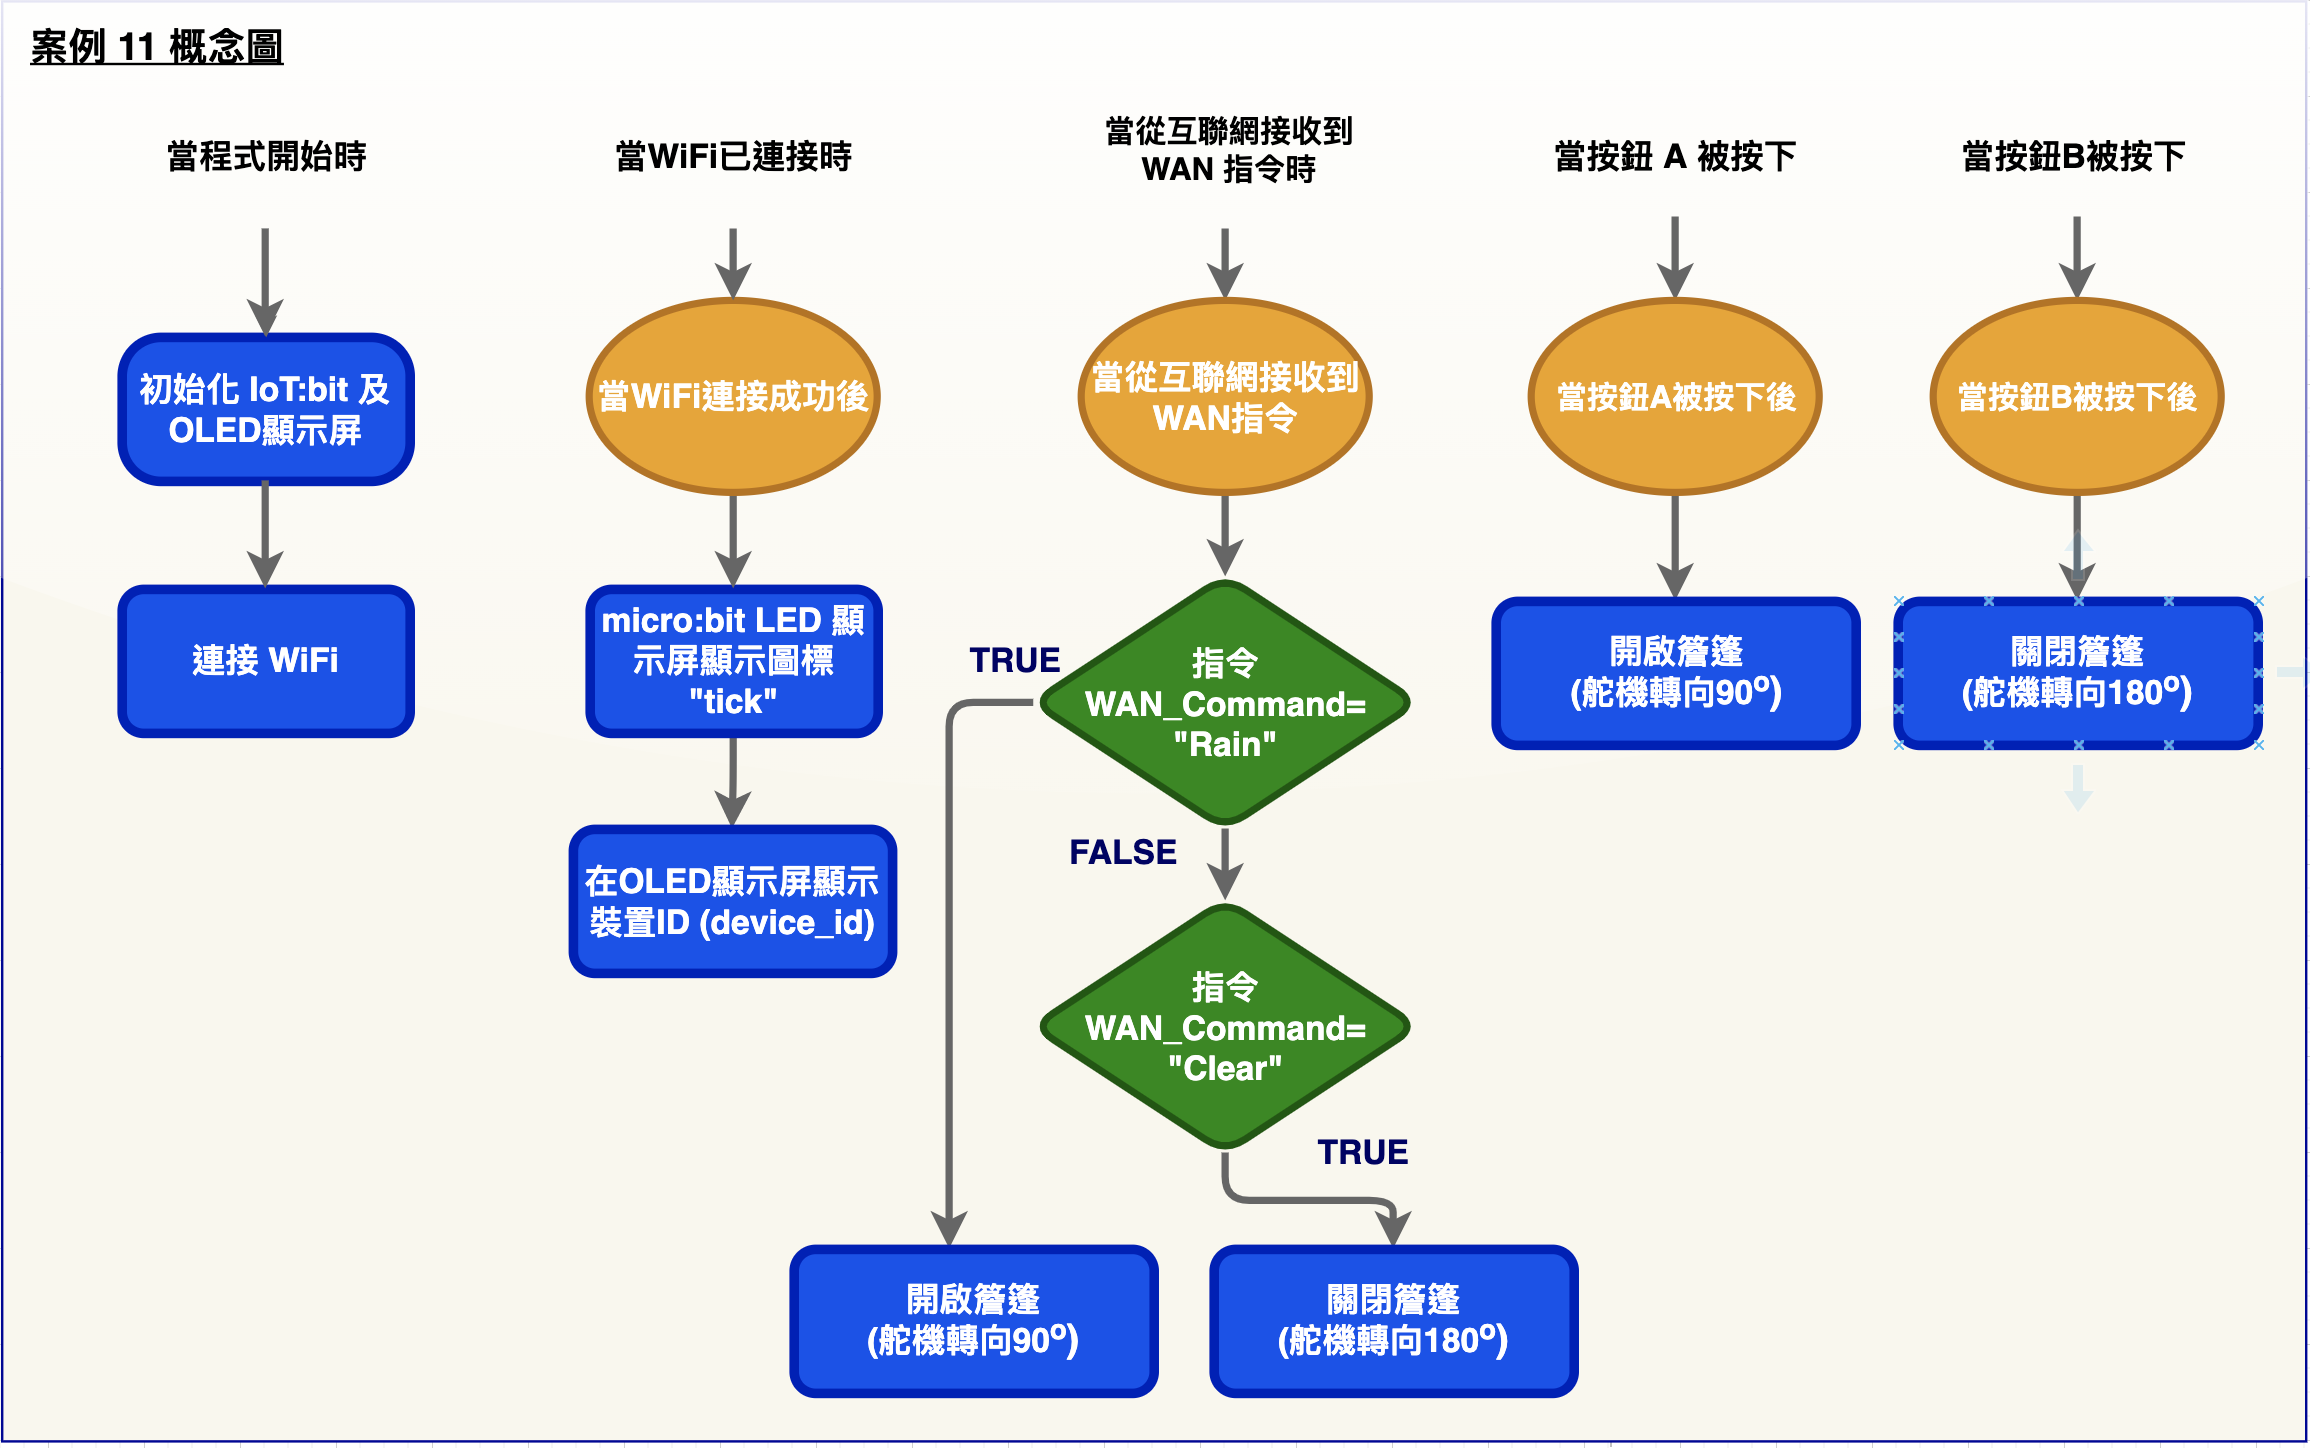 案例 11 概念圖
當程式開始時
初始化 IoT:bit 及
OLED顯示屏
連接 WiFi
當WiFi已連接時
當WiFi連接成功後
micro:bit LED 顯
示屏顯示圖標
"tick"
在OLED顯示屏顯示
裝置ID (device_id)
當從互聯網接收到
WAN 指令時
當從互聯網接收到
WAN指令
指令
WAN_Command=
"Rain"
TRUE
FALSE
指令
WAN_Command=
"Clear"
TRUE
開啟簷篷
(舵機轉向90º)
關閉簷篷
(舵機轉向180º)
當按鈕 A 被按下
當按鈕A被按下後
開啟簷篷
(舵機轉向90º)
當按鈕B被按下
當按鈕B被按下後
關閉簷篷
(舵機轉向180º)